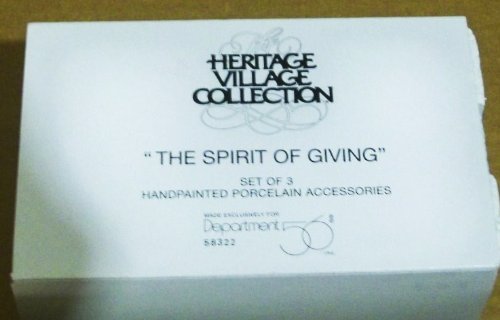 The
HERITAGE
VILLAGE
COLLECTION
"THE SPIRIT OF GIVING"
SET OF 3
HANDPAINTED PORCELAIN ACCESSORIES
MADE EXCLUSIVELY FOR
Department 56
58322